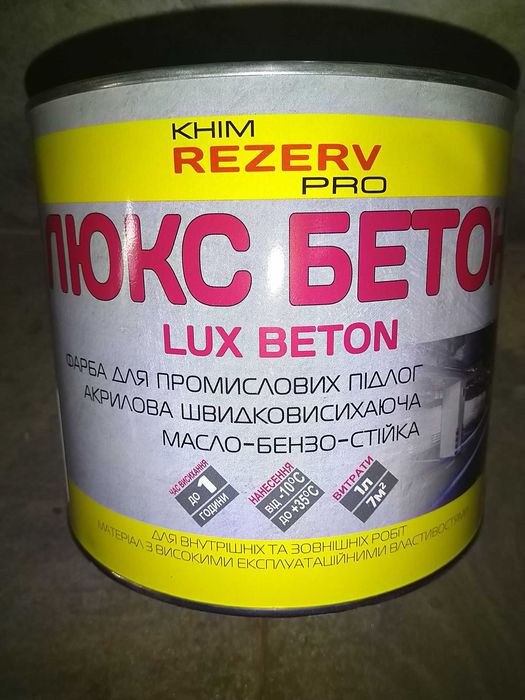 KHIM
REZERV
PRO
ЛЮКС БЕТОН
LUX BETON
ФАРБА ДЛЯ ПРОМИСЛОВИХ ПІДЛОГ
АКРИЛОВА ШВИДКОВИСИХАЮЧА
МАСЛО-БЕНЗО-СТІЙКА
ЧАС ВИСИХАННЯ
ДО 1
ГОДИНИ
НАНЕСЕННЯ
від -10°C
до +35°C
ВИТРАТИ
1Л
7м²
ДЛЯ ВНУТРІШНІХ ТА ЗОВНІШНІХ РОБІТ
МАТЕРІАЛ З ВИСОКИМИ ЕКСПЛУАТАЦІЙНИМИ ВЛАСТИВОСТЯМИ